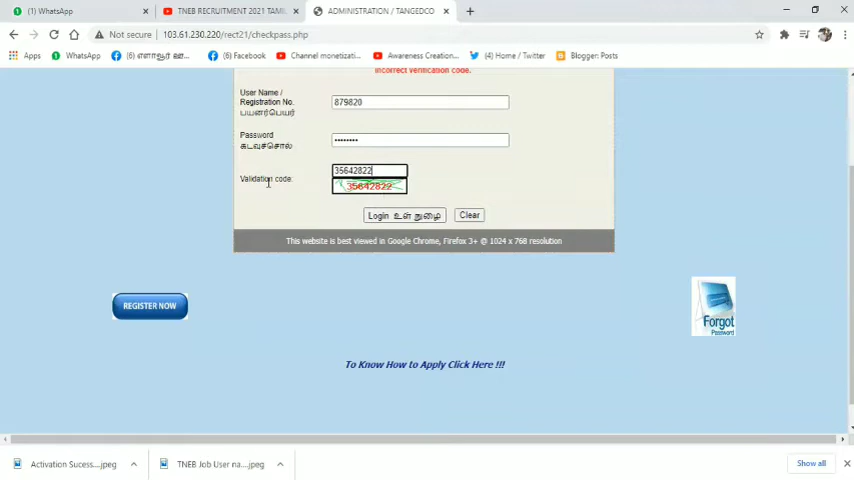 (1) WhatsApp
TNEB RECRUITMENT 2021 TAMIL
ADMINISTRATION / TANGEDCO
Not secure 103.61.230.220/rect21/checkpass.php
Apps WhatsApp (6) எனாசூர் ஊ... (6) Facebook Channel monetizati... Awareness Creation... (4) Home / Twitter Blogger: Posts
Incorrect verification code.
User Name /
Registration No.
பயனர்பெயர்
879820
Password
கடவுச்சொல்
••••••••
35642822
Validation code:
35642822
Login உள் நுழை Clear
This website is best viewed in Google Chrome, Firefox 3+ @ 1024 x 768 resolution
REGISTER NOW
Forgot
Password
To Know How to Apply Click Here !!!
Activation Sucess....jpeg TNEB Job User na....jpeg Show all